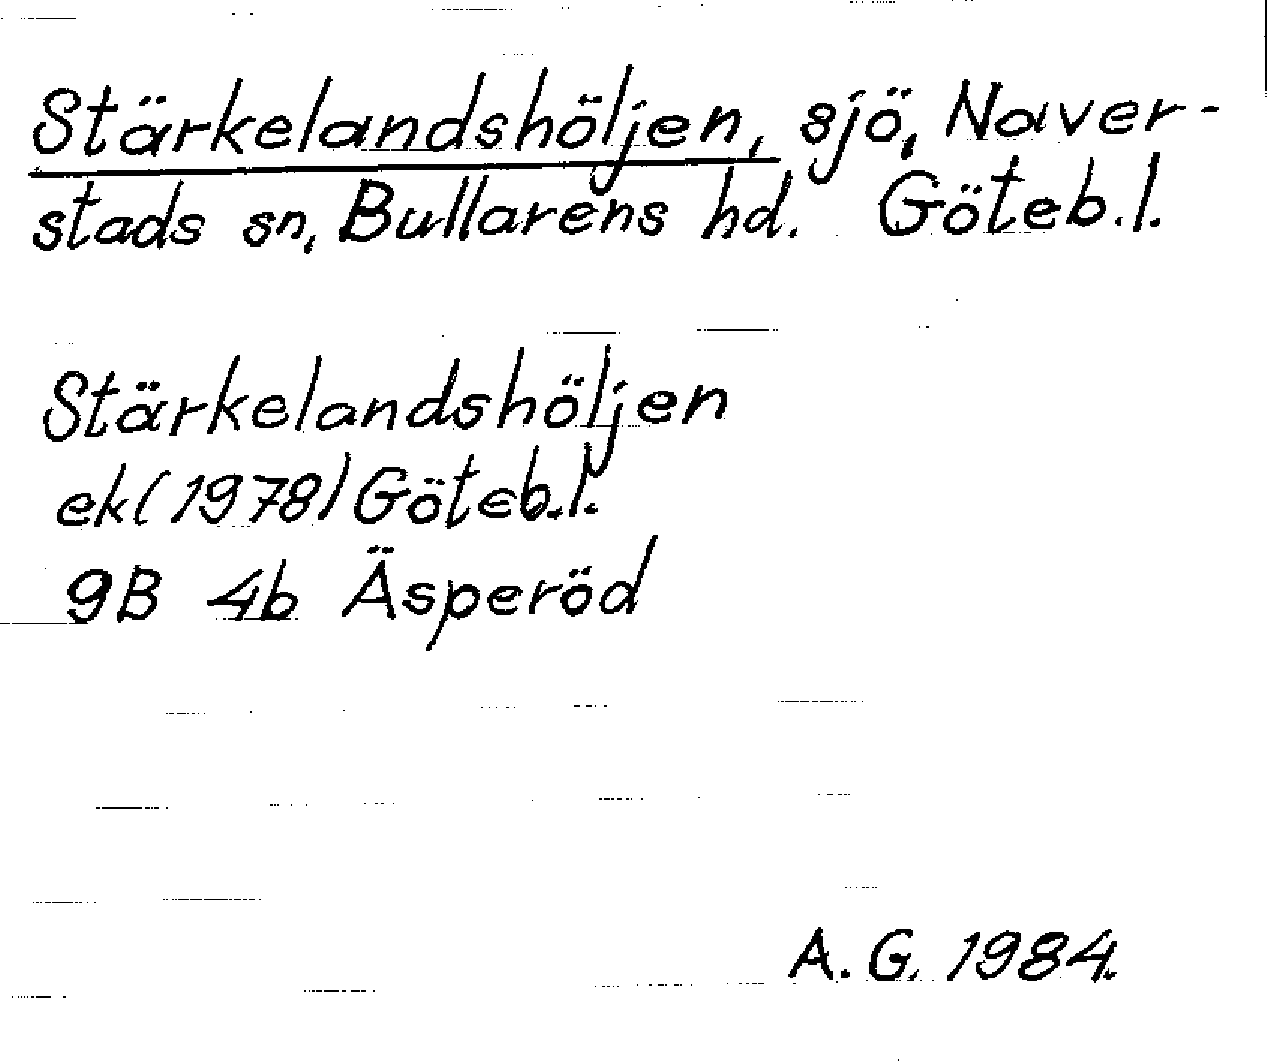 Stärkelandshöljen, sjö, Naver-
stads sn, Bullarens hd. Göteb.l.
Stärkelandshöljen
ek(1978) Göteb.l.
9B 4b Äsperöd
A.G. 1984.